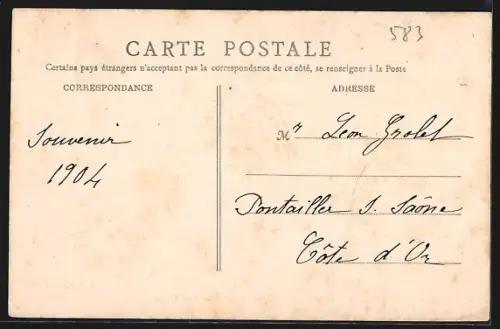 583
CARTE POSTALE
Certains pays étrangers n'acceptant pas la correspondance de ce côté, se renseigner à la Poste
CORRESPONDANCE
Souvenir
1904
ADRESSE
Mr Léon Grolet
Pontailler s. Saône
Côte d'Or